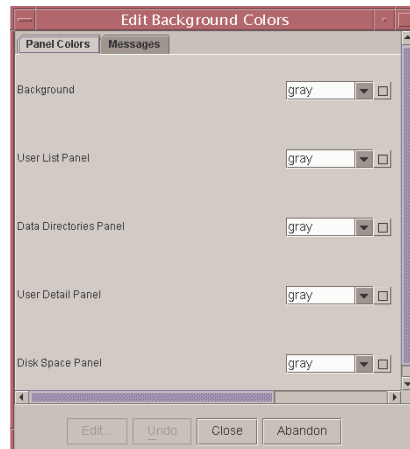 Edit Background Colors
Panel Colors Messages
Background gray
User List Panel gray
Data Directories Panel gray
User Detail Panel gray
Disk Space Panel gray
Edit... Undo Close Abandon